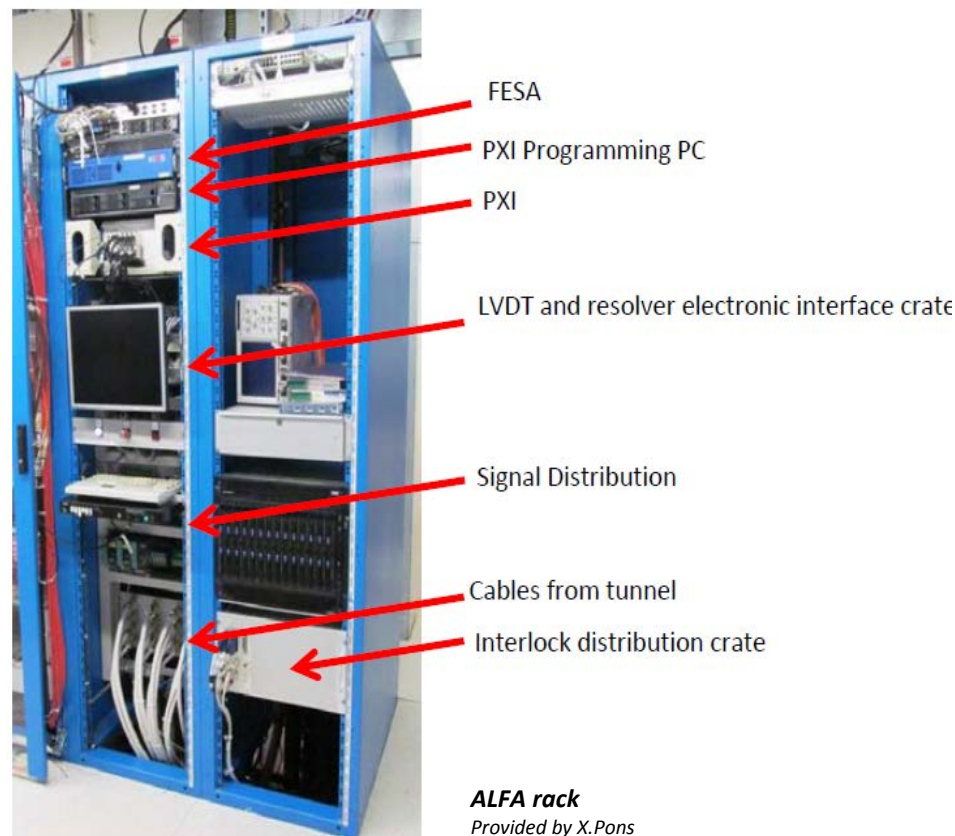 FESA
PXI Programming PC
PXI
LVDT and resolver electronic interface crate
Signal Distribution
Cables from tunnel
Interlock distribution crate
ALFA rack
Provided by X.Pons